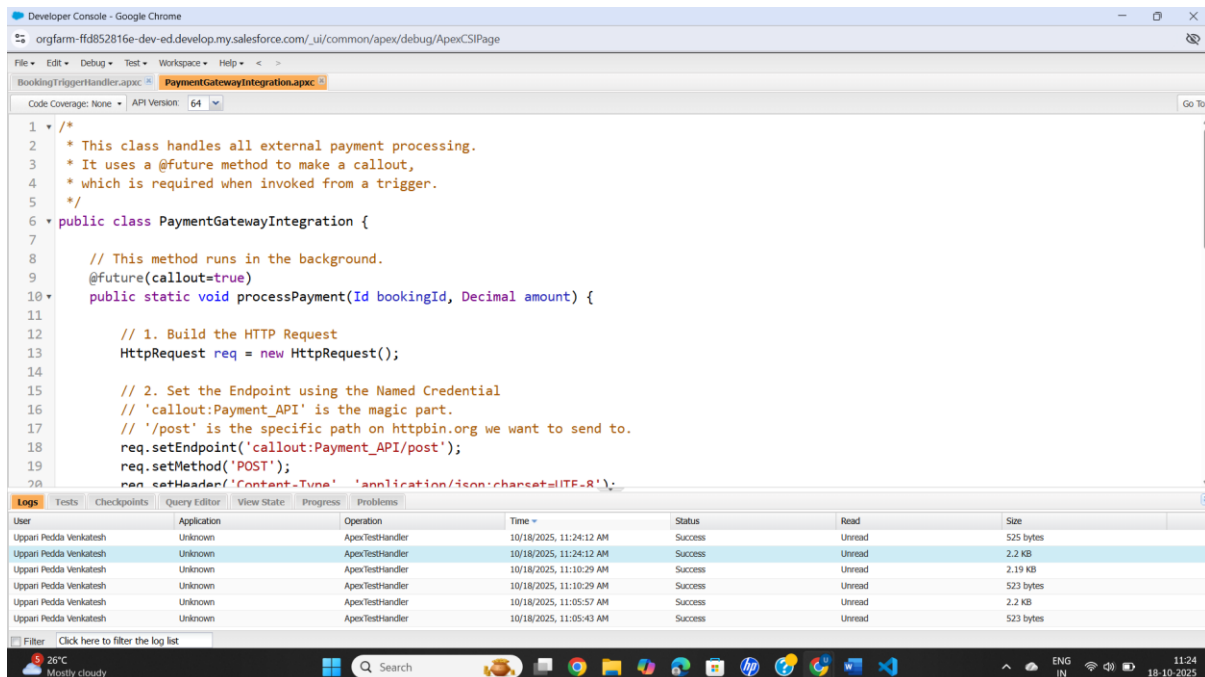 Developer Console - Google Chrome
orgfarm-ffd852816e-dev-ed.develop.my.salesforce.com/_ui/common/apex/debug/ApexCSIPage
File Edit Debug Test Workspace Help < >
BookingTriggerHandler.apxc PaymentGatewayIntegration.apxc
Code Coverage: None API Version: 64 Go To
1 /*
2 * This class handles all external payment processing.
3 * It uses a @future method to make a callout,
4 * which is required when invoked from a trigger.
5 */
6 public class PaymentGatewayIntegration {
7
8 // This method runs in the background.
9 @future(callout=true)
10 public static void processPayment(Id bookingId, Decimal amount) {
11
12 // 1. Build the HTTP Request
13 HttpRequest req = new HttpRequest();
14
15 // 2. Set the Endpoint using the Named Credential
16 // 'callout:Payment_API' is the magic part.
17 // '/post' is the specific path on httpbin.org we want to send to.
18 req.setEndpoint('callout:Payment_API/post');
19 req.setMethod('POST');
20 req.setHeader('Content-Type', 'application/json;charset=UTF-8');
Logs Tests Checkpoints Query Editor View State Progress Problems
User Application Operation Time Status Read Size
Uppari Pedda Venkatesh Unknown ApexTestHandler 10/18/2025, 11:24:12 AM Success Unread 525 bytes
Uppari Pedda Venkatesh Unknown ApexTestHandler 10/18/2025, 11:24:12 AM Success Unread 2.2 KB
Uppari Pedda Venkatesh Unknown ApexTestHandler 10/18/2025, 11:10:29 AM Success Unread 2.19 KB
Uppari Pedda Venkatesh Unknown ApexTestHandler 10/18/2025, 11:10:29 AM Success Unread 523 bytes
Uppari Pedda Venkatesh Unknown ApexTestHandler 10/18/2025, 11:05:57 AM Success Unread 2.2 KB
Uppari Pedda Venkatesh Unknown ApexTestHandler 10/18/2025, 11:05:43 AM Success Unread 523 bytes
Filter Click here to filter the log list
5 26°C Search ENG 11:24
Mostly cloudy IN 18-10-2025